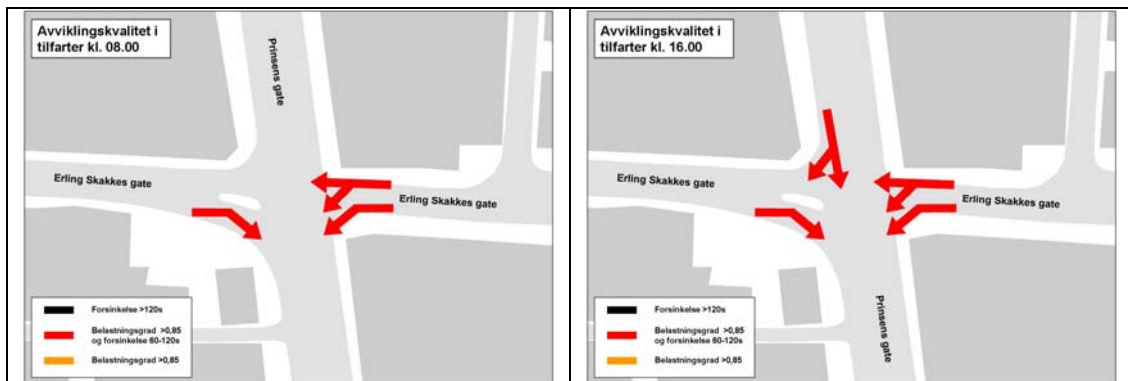 Avviklingskvalitet i
tilfarter kl. 08.00
Prinsens gate
Erling Skakkes gate
Erling Skakkes gate
Forsinkelse >120s
Belastningsgrad >0,85
og forsinkelse 60-120s
Belastningsgrad >0,85
Avviklingskvalitet i
tilfarter kl. 16.00
Erling Skakkes gate
Erling Skakkes gate
Prinsens gate
Forsinkelse >120s
Belastningsgrad >0,85
og forsinkelse 60-120s
Belastningsgrad >0,85